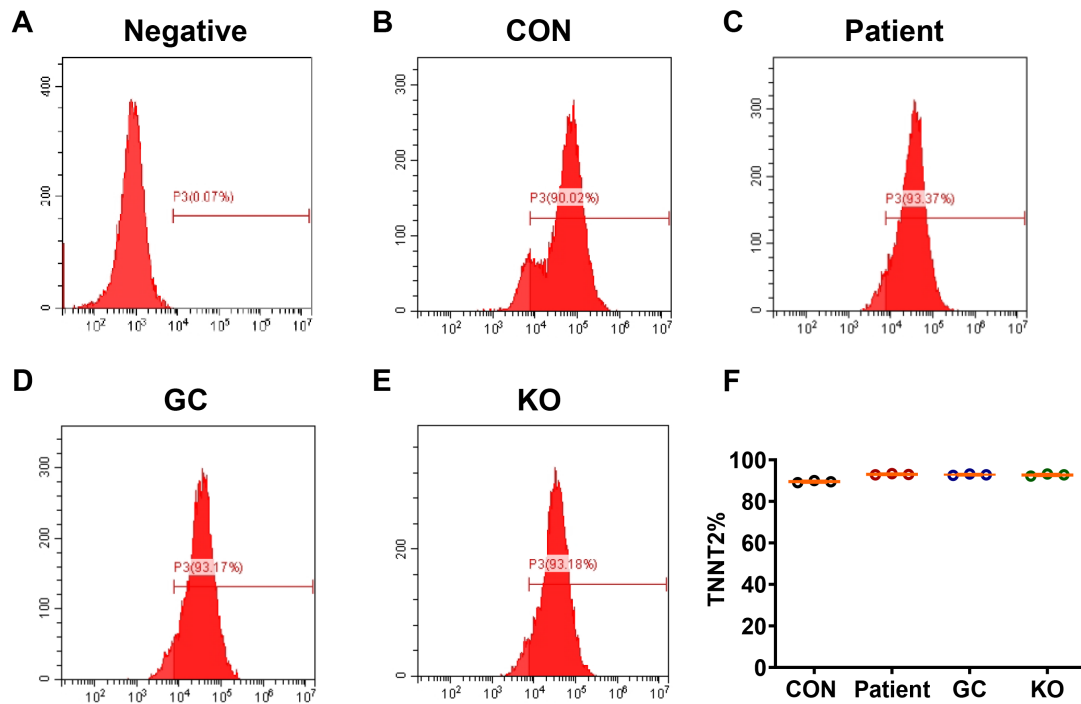 A
Negative
400
200
0
P3(0.07%)
10²
10³
10⁴
10⁵
10⁶
10⁷
B
CON
300
200
100
0
P3(90.02%)
10²
10³
10⁴
10⁵
10⁶
10⁷
C
Patient
300
200
100
0
P3(93.37%)
10²
10³
10⁴
10⁵
10⁶
10⁷
D
GC
300
200
100
0
P3(93.17%)
10²
10³
10⁴
10⁵
10⁶
10⁷
E
KO
200
0
P3(93.18%)
10²
10³
10⁴
10⁵
10⁶
10⁷
F
TNNT2%
100
80
60
40
20
0
CON Patient GC KO